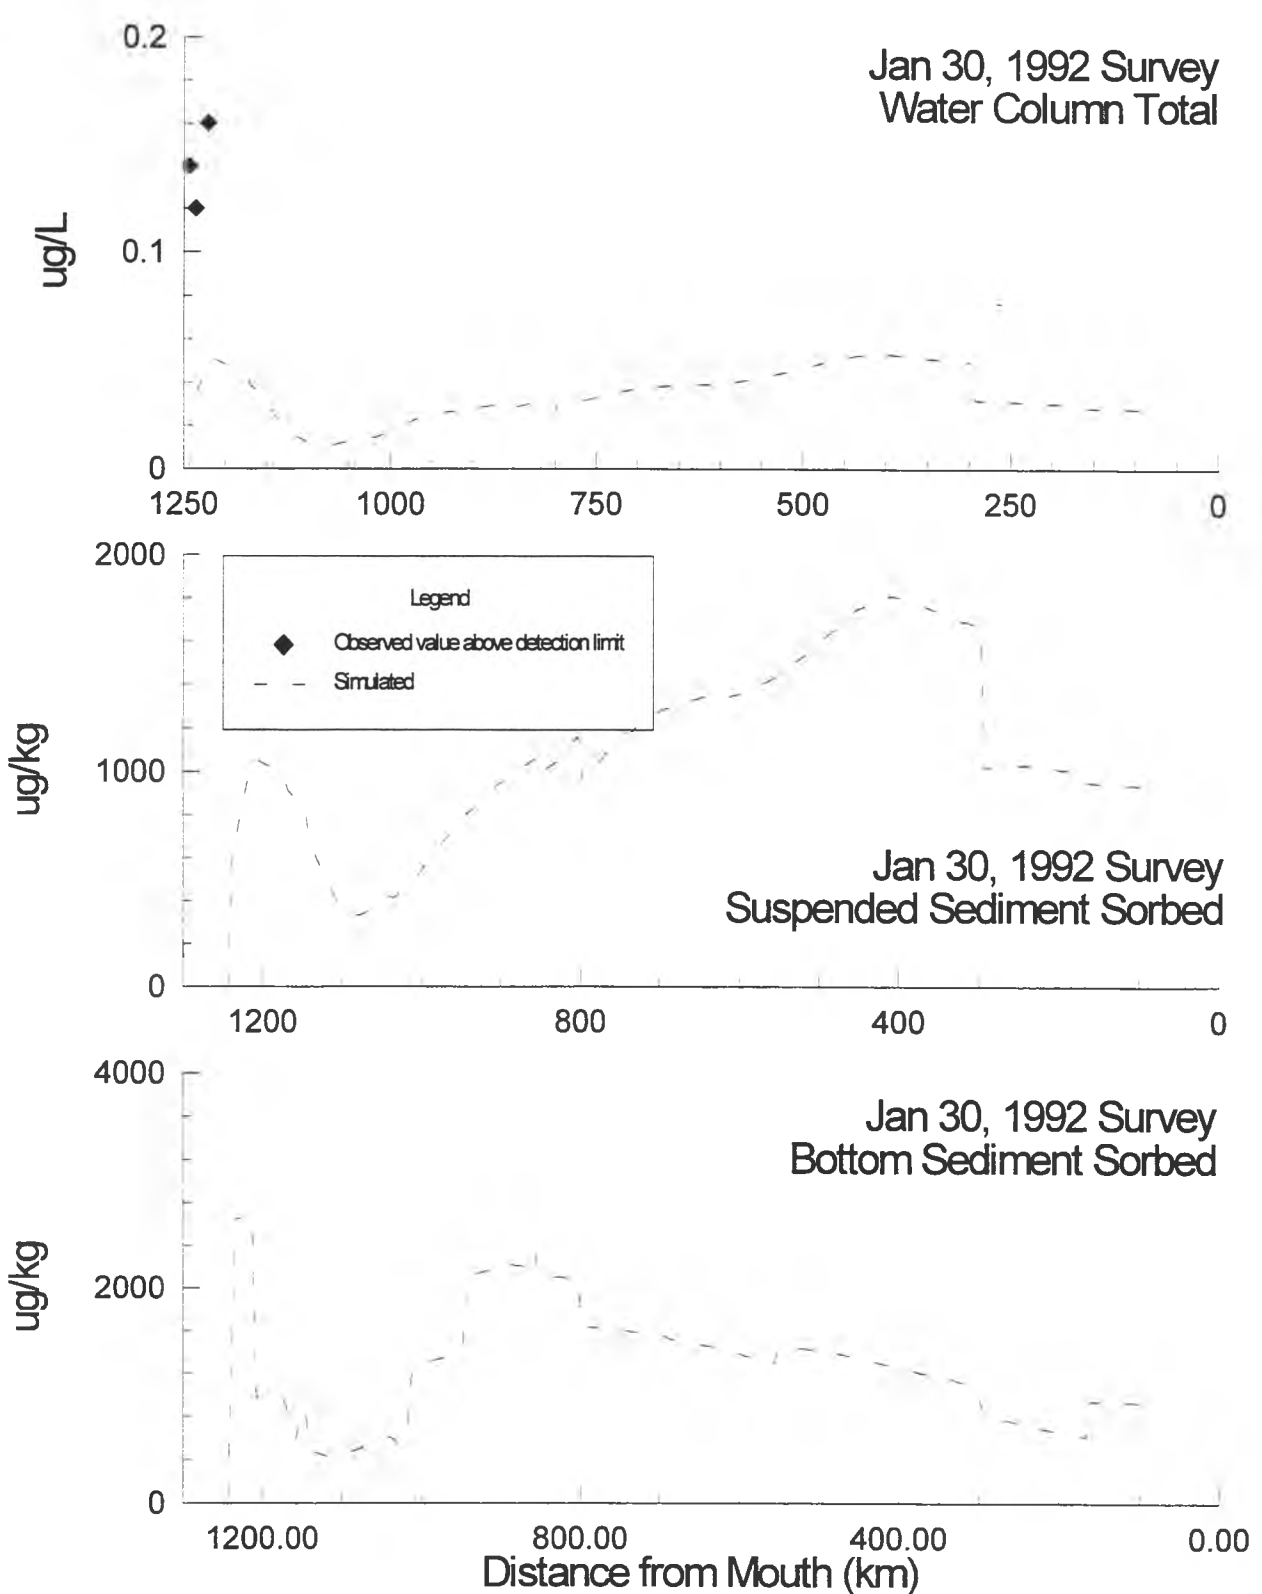 Jan 30, 1992 Survey
Water Column Total
ug/L
0.2
0.1
0
1250 1000 750 500 250 0
2000
1000
0
ug/kg
Legend
Observed value above detection limit
Simulated
Jan 30, 1992 Survey
Suspended Sediment Sorbed
1200 800 400 0
4000
2000
0
ug/kg
Jan 30, 1992 Survey
Bottom Sediment Sorbed
1200.00 800.00 400.00 0.00
Distance from Mouth (km)